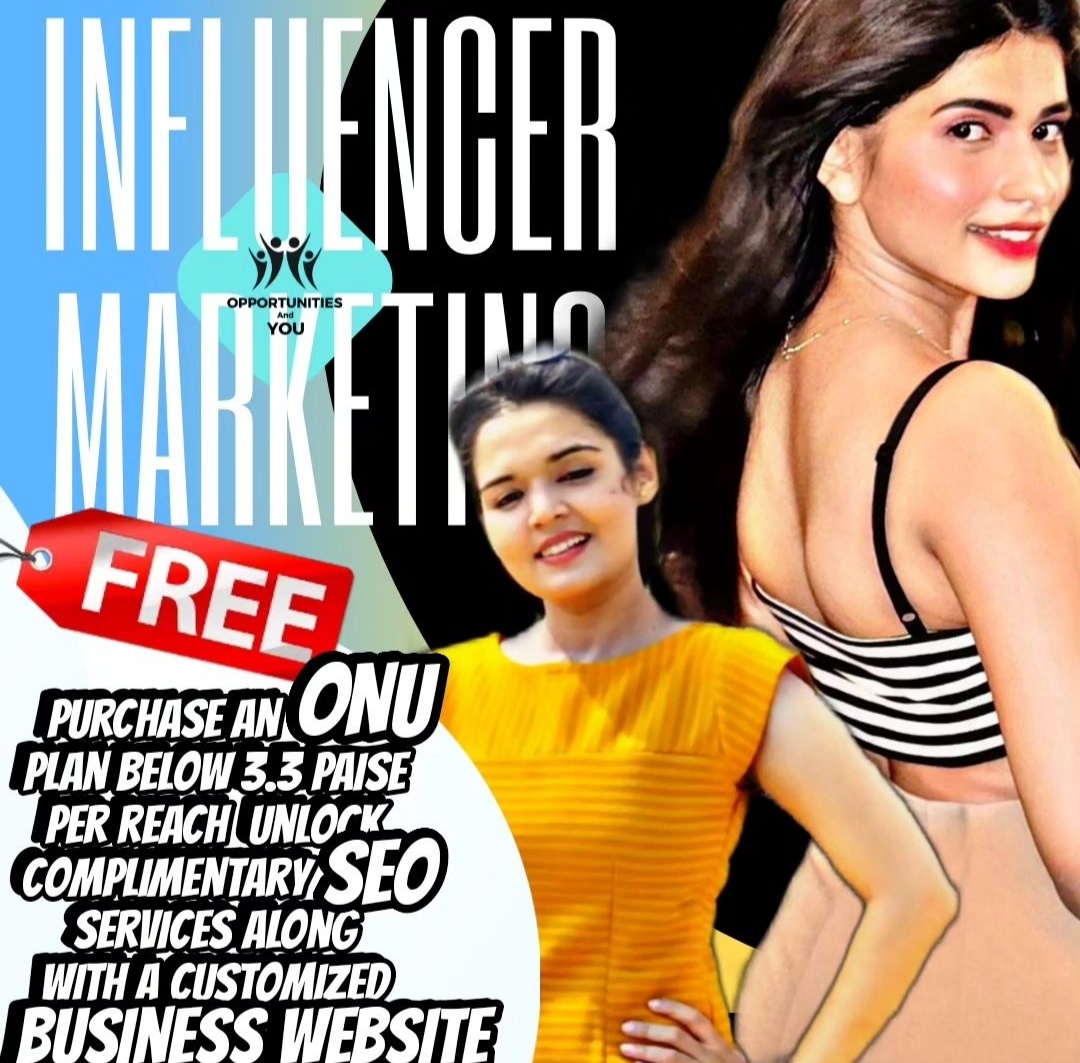 INFLUENCER
OPPORTUNITIES
And
YOU
MARKETING
FREE
PURCHASE AN ONU
PLAN BELOW 3.3 PAISE
PER REACH, UNLOCK
COMPLIMENTARY SEO
SERVICES ALONG
WITH A CUSTOMIZED
BUSINESS WEBSITE